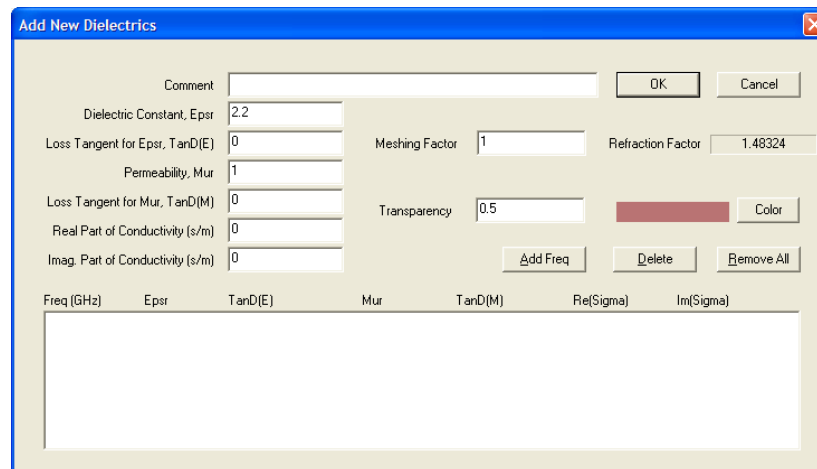 Add New Dielectrics
Comment OK Cancel
Dielectric Constant, Epsr 2.2
Loss Tangent for Epsr, TanD(E) 0 Meshing Factor 1 Refraction Factor 1.48324
Permeability, Mur 1
Loss Tangent for Mur, TanD(M) 0 Transparency 0.5 Color
Real Part of Conductivity (s/m) 0
Imag. Part of Conductivity (s/m) 0 Add Freq Delete Remove All
Freq (GHz) Epsr TanD(E) Mur TanD(M) Re(Sigma) Im(Sigma)